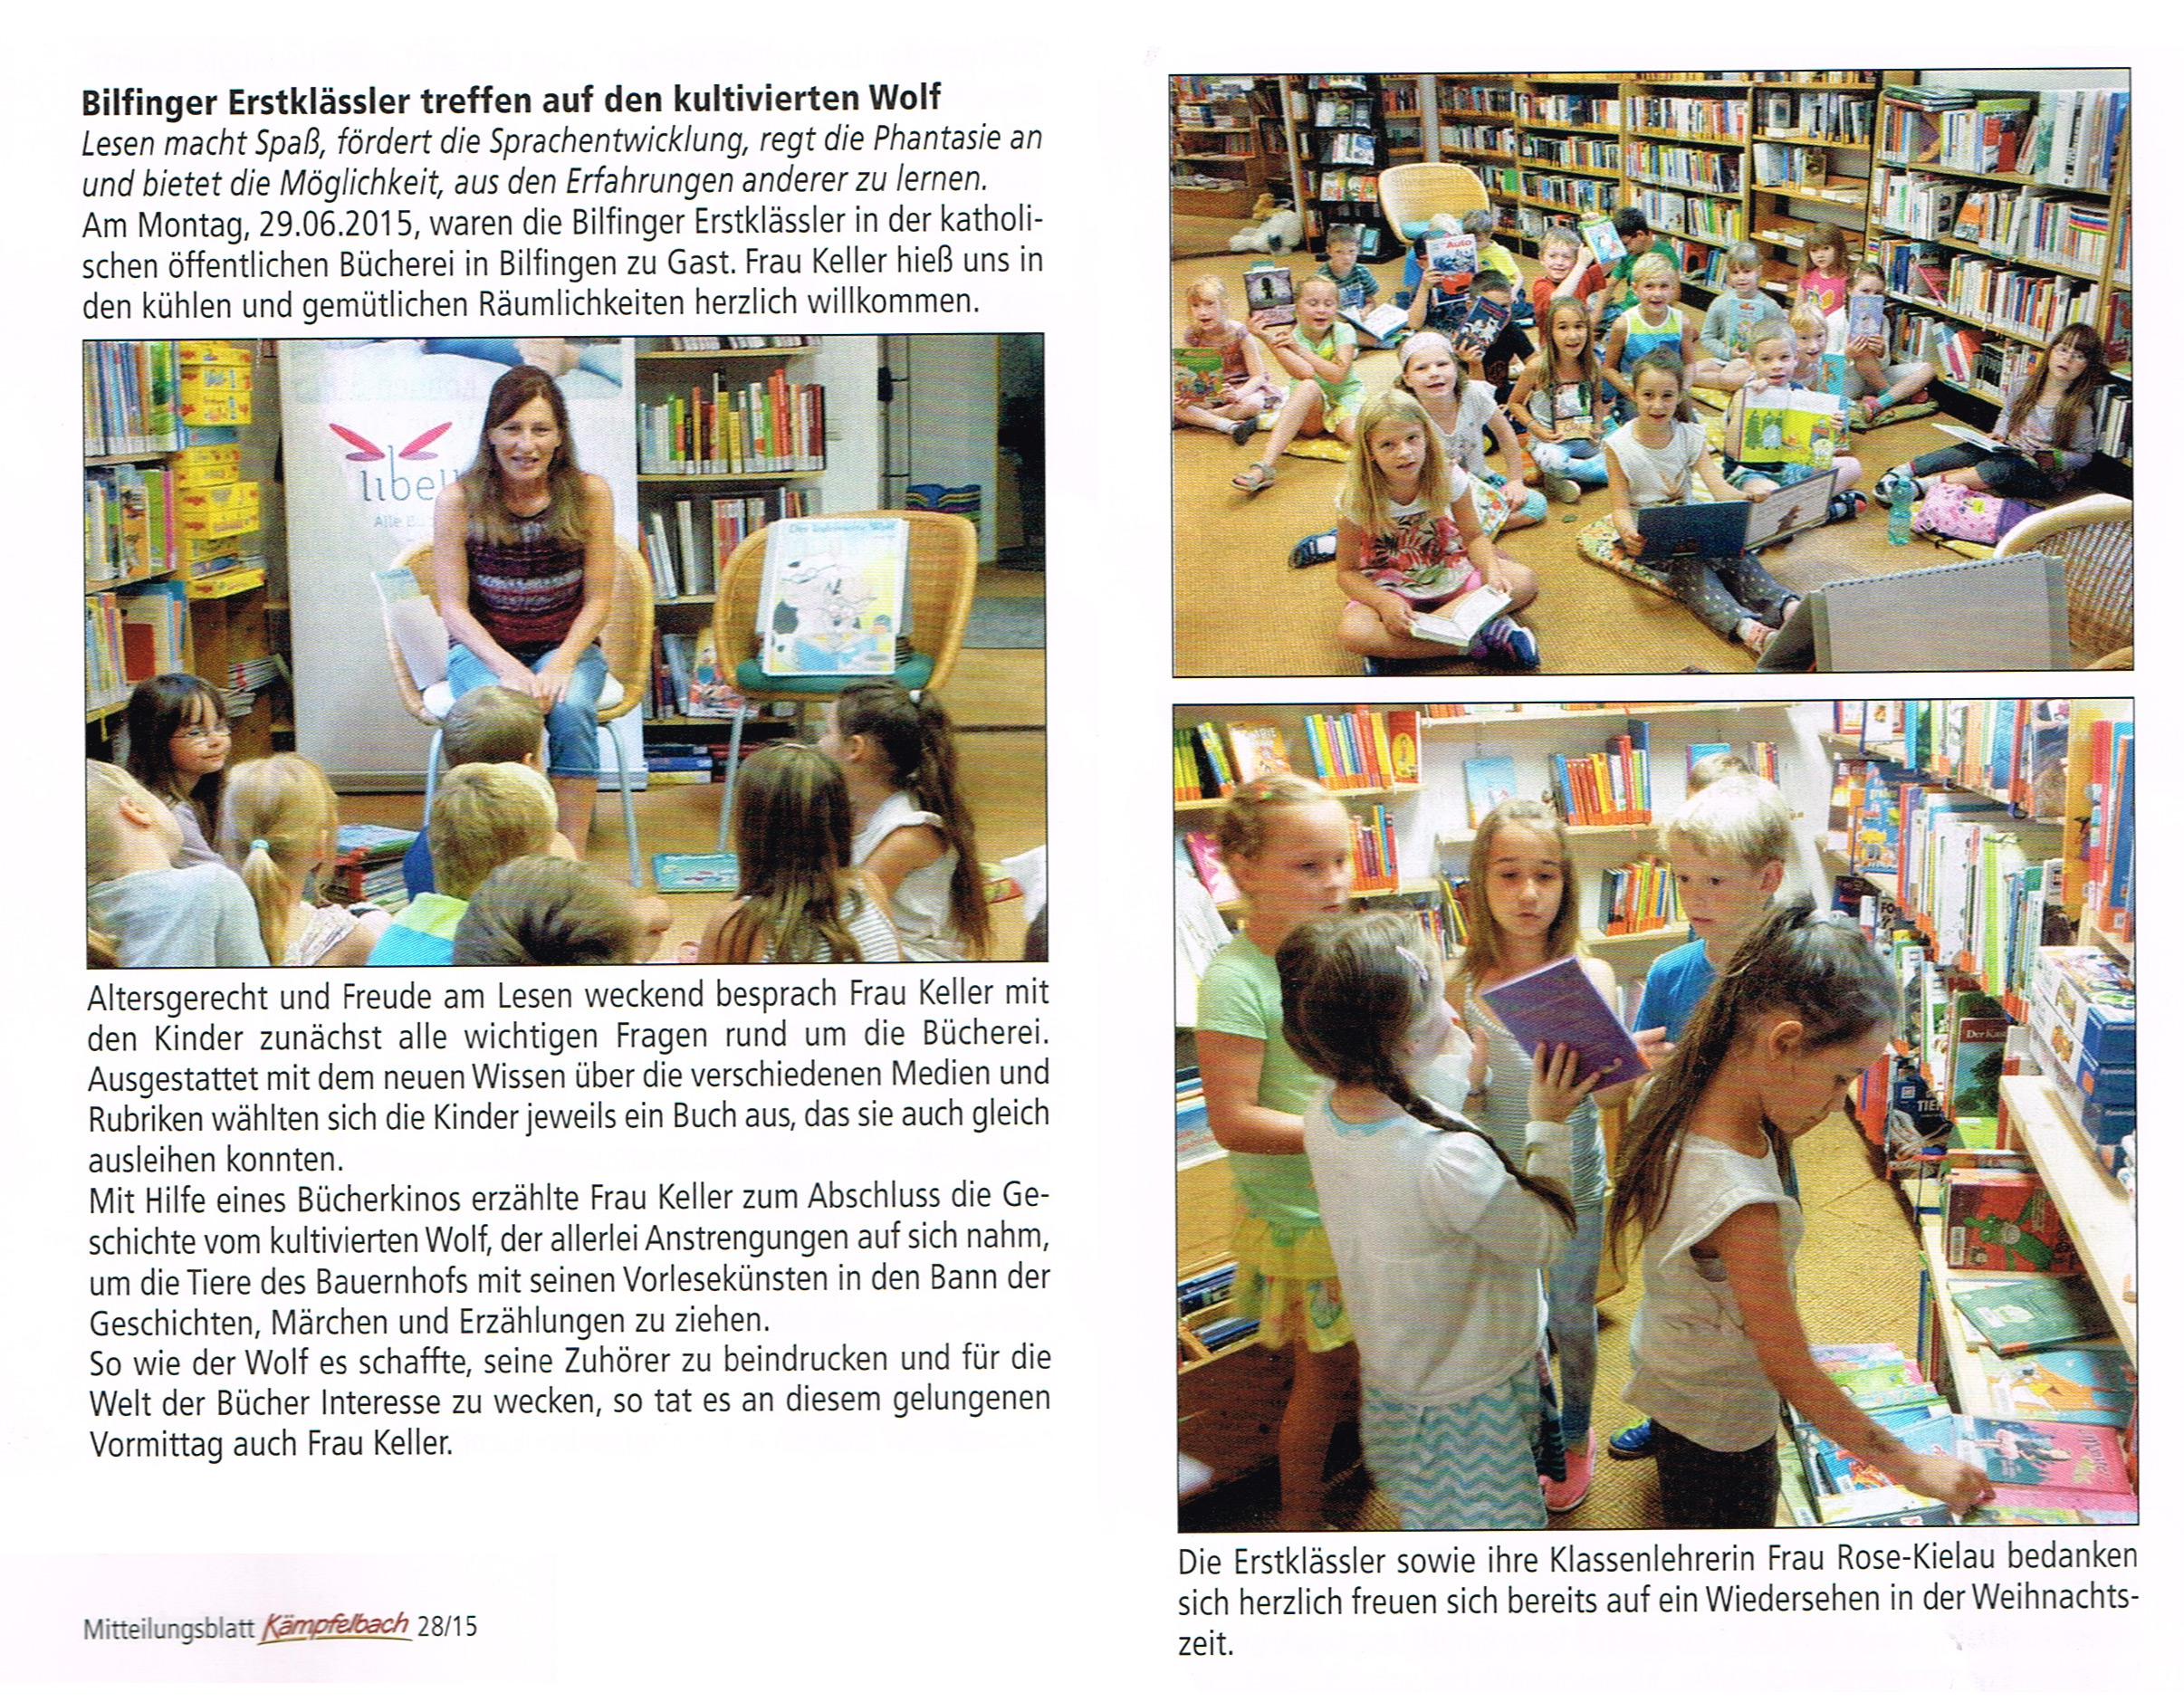 Bilfinger Erstklässler treffen auf den kultivierten Wolf
Lesen macht Spaß, fördert die Sprachentwicklung, regt die Phantasie an
und bietet die Möglichkeit, aus den Erfahrungen anderer zu lernen.
Am Montag, 29.06.2015, waren die Bilfinger Erstklässler in der katholi-
schen öffentlichen Bücherei in Bilfingen zu Gast. Frau Keller hieß uns in
den kühlen und gemütlichen Räumlichkeiten herzlich willkommen.
Altersgerecht und Freude am Lesen weckend besprach Frau Keller mit
den Kinder zunächst alle wichtigen Fragen rund um die Bücherei.
Ausgestattet mit dem neuen Wissen über die verschiedenen Medien und
Rubriken wählten sich die Kinder jeweils ein Buch aus, das sie auch gleich
ausleihen konnten.
Mit Hilfe eines Bücherkinos erzählte Frau Keller zum Abschluss die Ge-
schichte vom kultivierten Wolf, der allerlei Anstrengungen auf sich nahm,
um die Tiere des Bauernhofs mit seinen Vorlesekünsten in den Bann der
Geschichten, Märchen und Erzählungen zu ziehen.
So wie der Wolf es schaffte, seine Zuhörer zu beindrucken und für die
Welt der Bücher Interesse zu wecken, so tat es an diesem gelungenen
Vormittag auch Frau Keller.
Mitteilungsblatt Kämpfelbach 28/15
Auto
Die Erstklässler sowie ihre Klassenlehrerin Frau Rose-Kielau bedanken
sich herzlich freuen sich bereits auf ein Wiedersehen in der Weihnachts-
zeit.